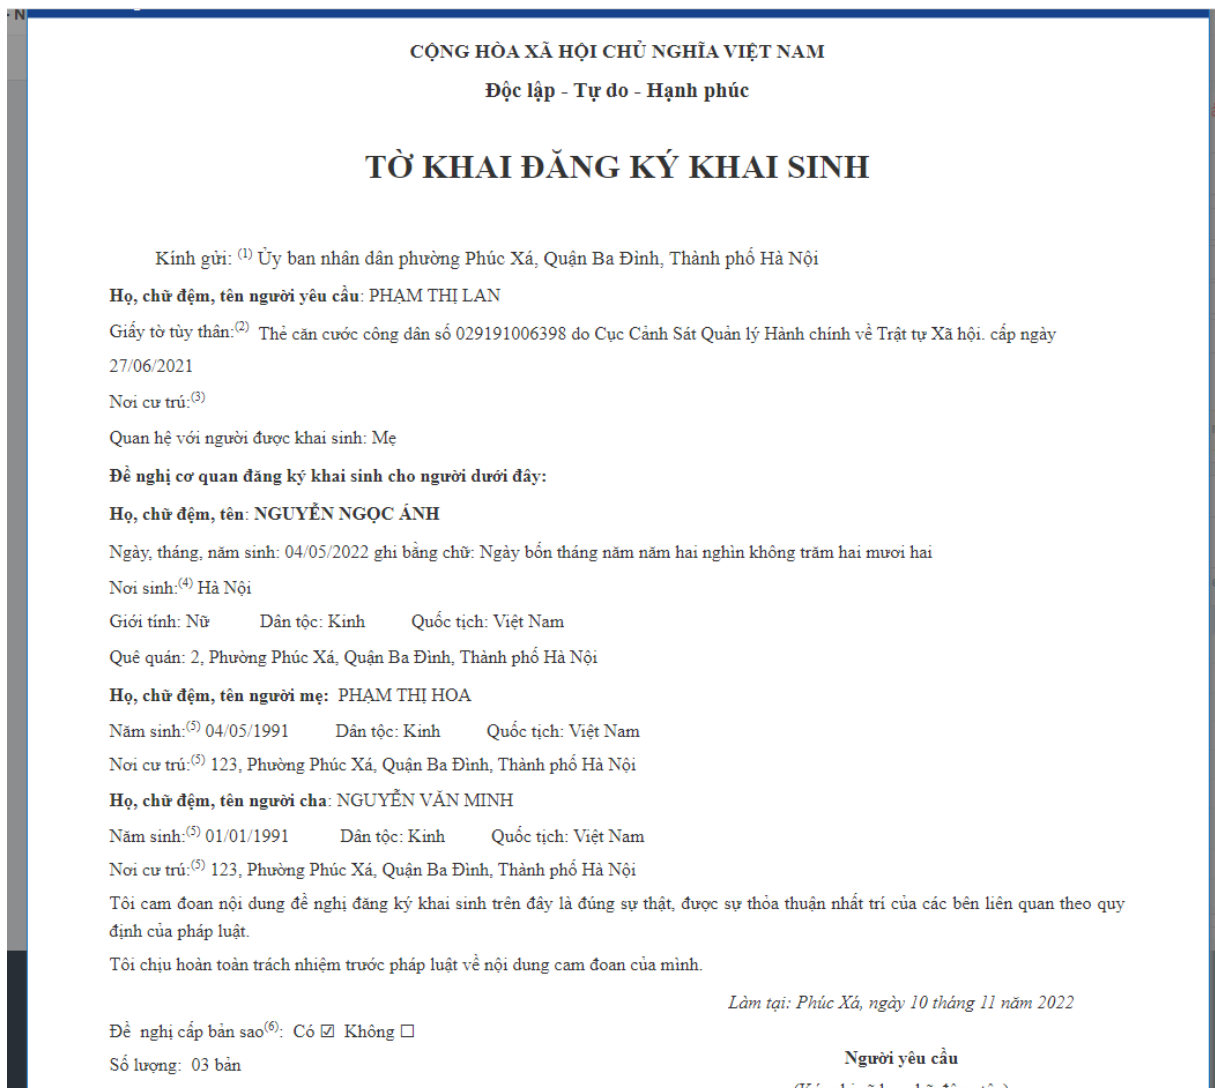 N
CỘNG HÒA XÃ HỘI CHỦ NGHĨA VIỆT NAM
Độc lập - Tự do - Hạnh phúc
TỜ KHAI ĐĂNG KÝ KHAI SINH
Kính gửi: (1) Ủy ban nhân dân phường Phúc Xá, Quận Ba Đình, Thành phố Hà Nội
Họ, chữ đệm, tên người yêu cầu: PHẠM THỊ LAN
Giấy tờ tùy thân:(2) Thẻ căn cước công dân số 029191006398 do Cục Cảnh Sát Quản lý Hành chính về Trật tự Xã hội. cấp ngày
27/06/2021
Nơi cư trú:(3)
Quan hệ với người được khai sinh: Mẹ
Đề nghị cơ quan đăng ký khai sinh cho người dưới đây:
Họ, chữ đệm, tên: NGUYỄN NGỌC ÁNH
Ngày, tháng, năm sinh: 04/05/2022 ghi bằng chữ: Ngày bốn tháng năm năm hai nghìn không trăm hai mươi hai
Nơi sinh:(4) Hà Nội
Giới tính: Nữ Dân tộc: Kinh Quốc tịch: Việt Nam
Quê quán: 2, Phường Phúc Xá, Quận Ba Đình, Thành phố Hà Nội
Họ, chữ đệm, tên người mẹ: PHẠM THỊ HOA
Năm sinh:(5) 04/05/1991 Dân tộc: Kinh Quốc tịch: Việt Nam
Nơi cư trú:(5) 123, Phường Phúc Xá, Quận Ba Đình, Thành phố Hà Nội
Họ, chữ đệm, tên người cha: NGUYỄN VĂN MINH
Năm sinh:(5) 01/01/1991 Dân tộc: Kinh Quốc tịch: Việt Nam
Nơi cư trú:(5) 123, Phường Phúc Xá, Quận Ba Đình, Thành phố Hà Nội
Tôi cam đoan nội dung đề nghị đăng ký khai sinh trên đây là đúng sự thật, được sự thỏa thuận nhất trí của các bên liên quan theo quy
định của pháp luật.
Tôi chịu hoàn toàn trách nhiệm trước pháp luật về nội dung cam đoan của mình.
Làm tại: Phúc Xá, ngày 10 tháng 11 năm 2022
Đề nghị cấp bản sao(6): Có ☑ Không ☐
Người yêu cầu
Số lượng: 03 bản